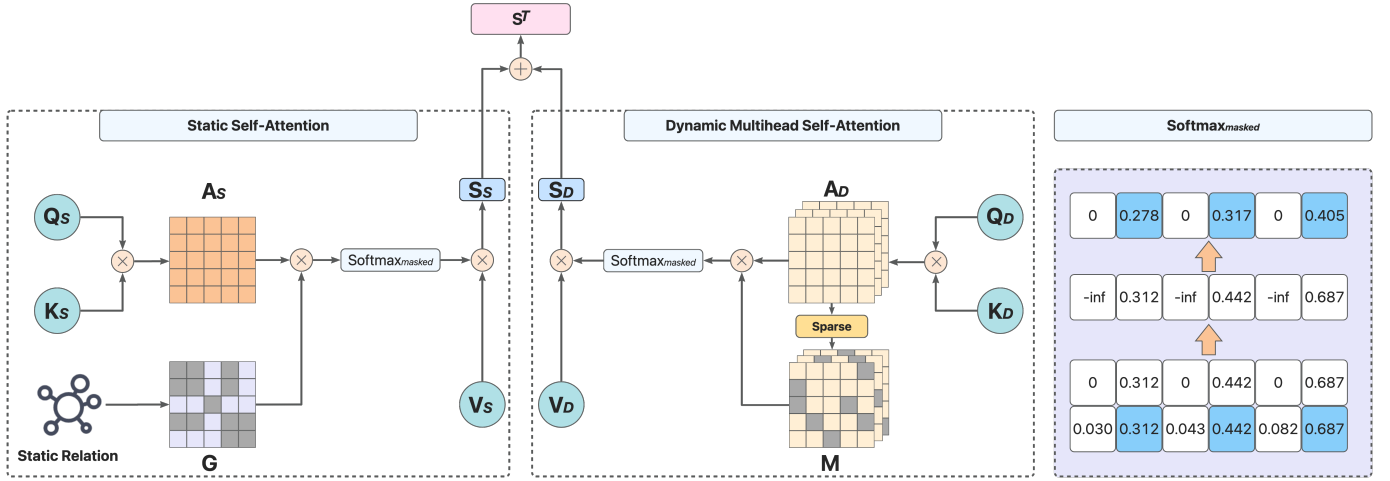 S^T
+
Static Self-Attention
Dynamic Multihead Self-Attention
Softmax_masked
A_S
S_S
S_D
A_D
Q_S
Q_D
0 0.278 0 0.317 0 0.405
×
× Softmax_masked ×
× Softmax_masked ×
×
K_S
K_D
-inf 0.312 -inf 0.442 -inf 0.687
Sparse
0 0.312 0 0.442 0 0.687
V_S
V_D
0.030 0.312 0.043 0.442 0.082 0.687
Static Relation
G
M